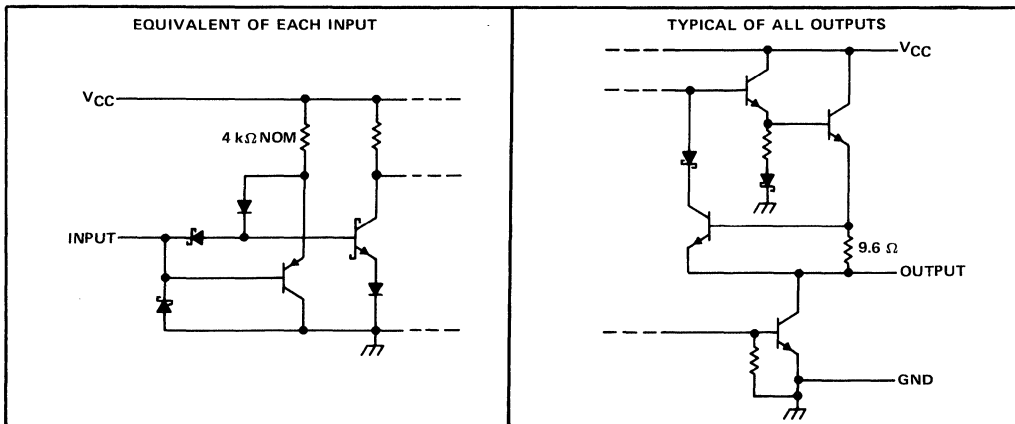 EQUIVALENT OF EACH INPUT
VCC
4 kΩ NOM
INPUT
TYPICAL OF ALL OUTPUTS
VCC
9.6 Ω
OUTPUT
GND